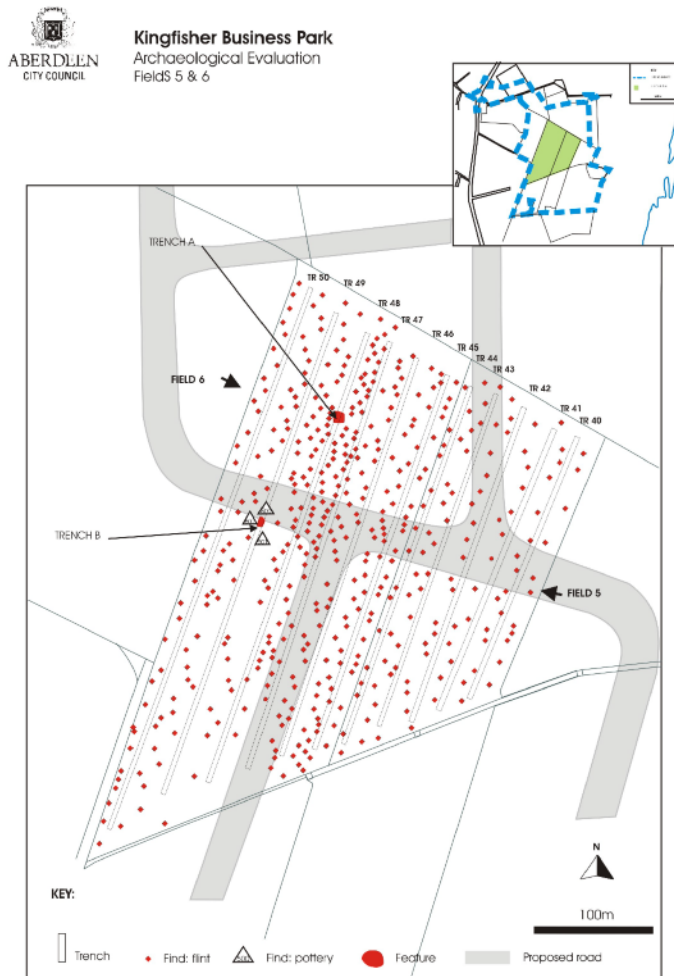 ABERDEEN
CITY COUNCIL
Kingfisher Business Park
Archaeological Evaluation
FieldS 5 & 6
TRENCH A
TR 50
TR 49
TR 48
TR 47
TR 46
TR 45
TR 44
TR 43
TR 42
TR 41
TR 40
FIELD 6
TRENCH B
FIELD 5
N
KEY:
100m
Trench
Find: flint
Find: pottery
Feature
Proposed road